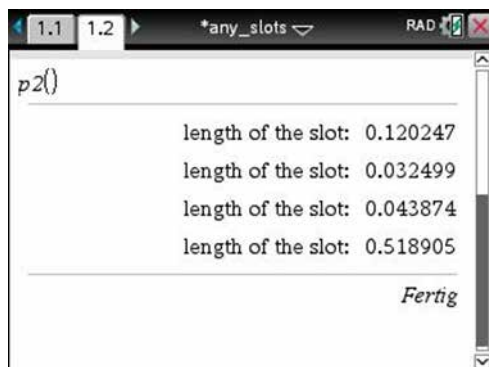 1.1 1.2 *any_slots RAD
p2()
length of the slot: 0.120247
length of the slot: 0.032499
length of the slot: 0.043874
length of the slot: 0.518905
Fertig